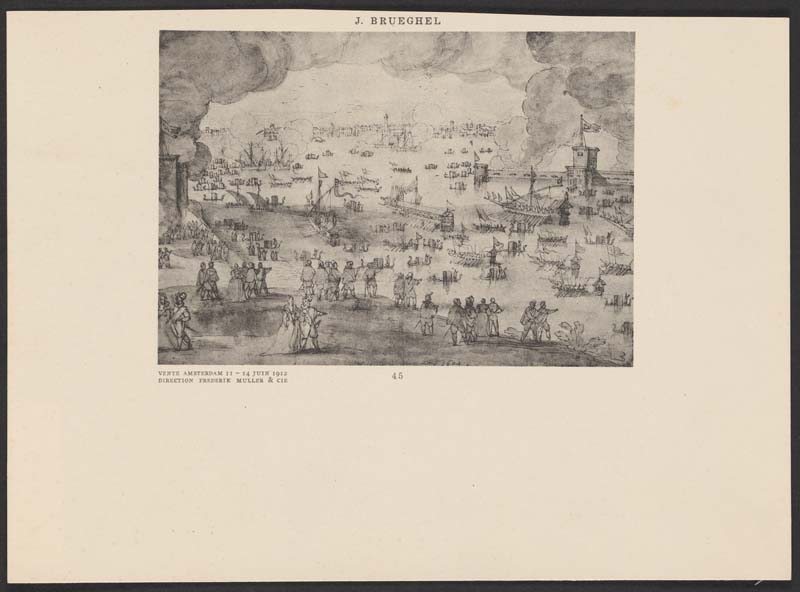 J. BRUEGHEL
VENTE AMSTERDAM 11 – 14 JUIN 1912
DIRECTION FREDERIK MULLER & CIE
45